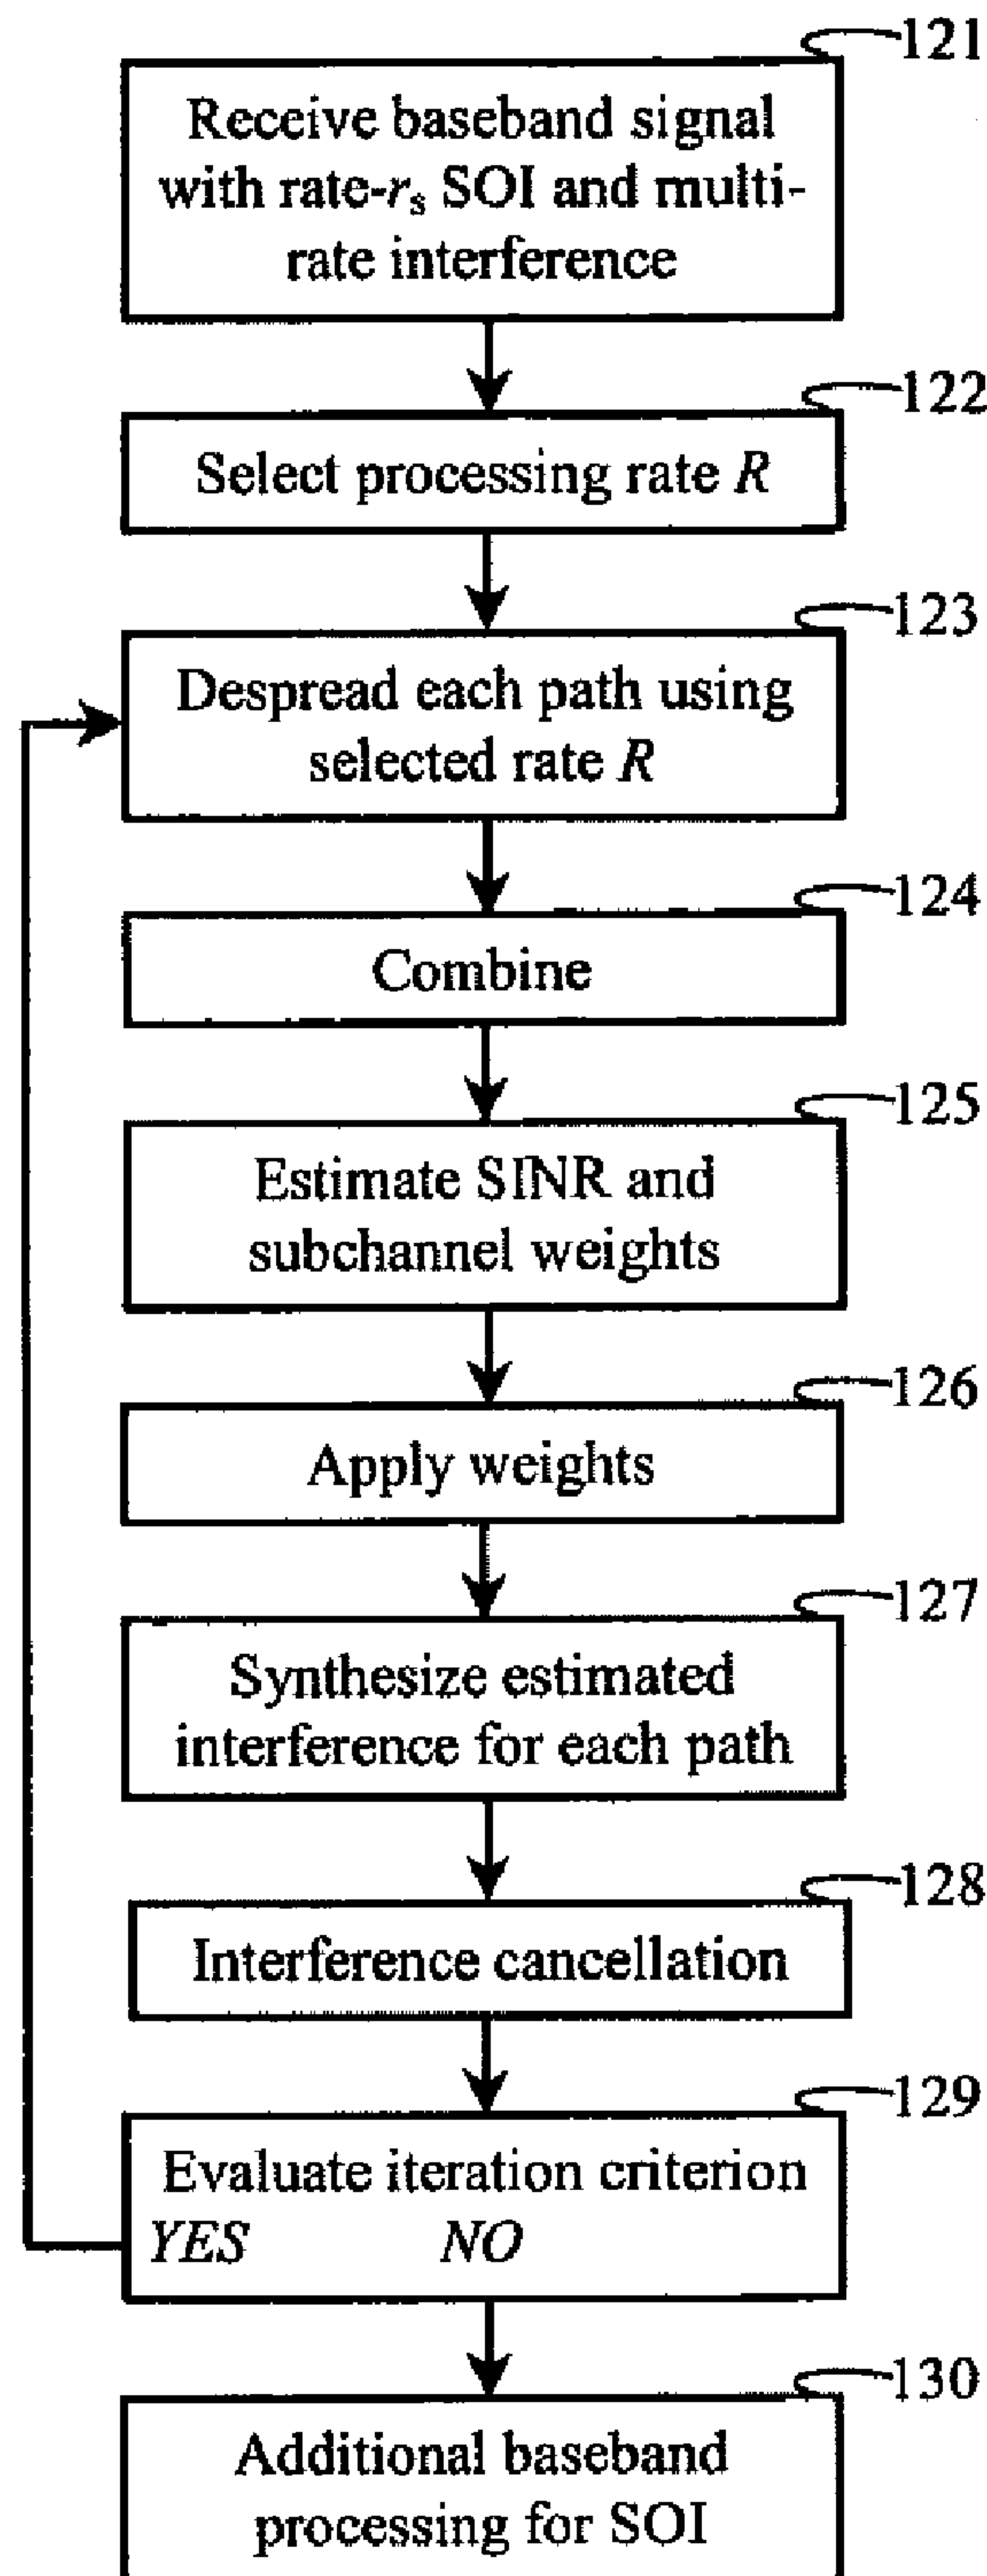 121
Receive baseband signal
with rate-rₛ SOI and multi-
rate interference
122
Select processing rate R
123
Despread each path using
selected rate R
124
Combine
125
Estimate SINR and
subchannel weights
126
Apply weights
127
Synthesize estimated
interference for each path
128
Interference cancellation
129
Evaluate iteration criterion
YES NO
130
Additional baseband
processing for SOI